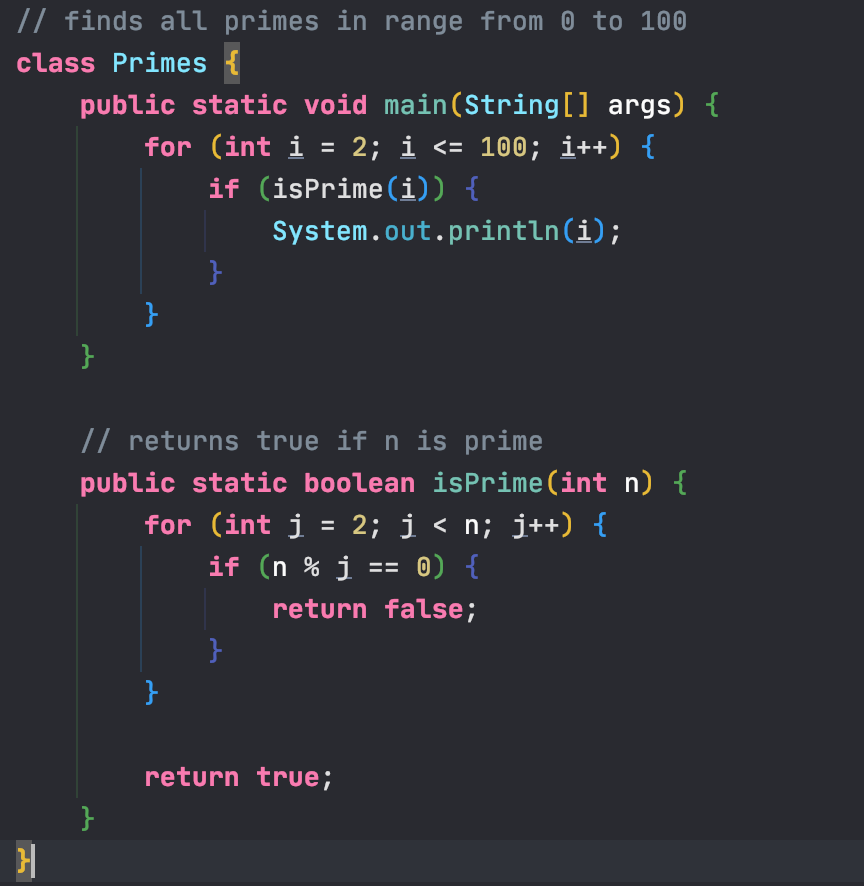 // finds all primes in range from 0 to 100
class Primes {
    public static void main(String[] args) {
        for (int i = 2; i <= 100; i++) {
            if (isPrime(i)) {
                System.out.println(i);
            }
        }
    }

    // returns true if n is prime
    public static boolean isPrime(int n) {
        for (int j = 2; j < n; j++) {
            if (n % j == 0) {
                return false;
            }
        }

        return true;
    }
}